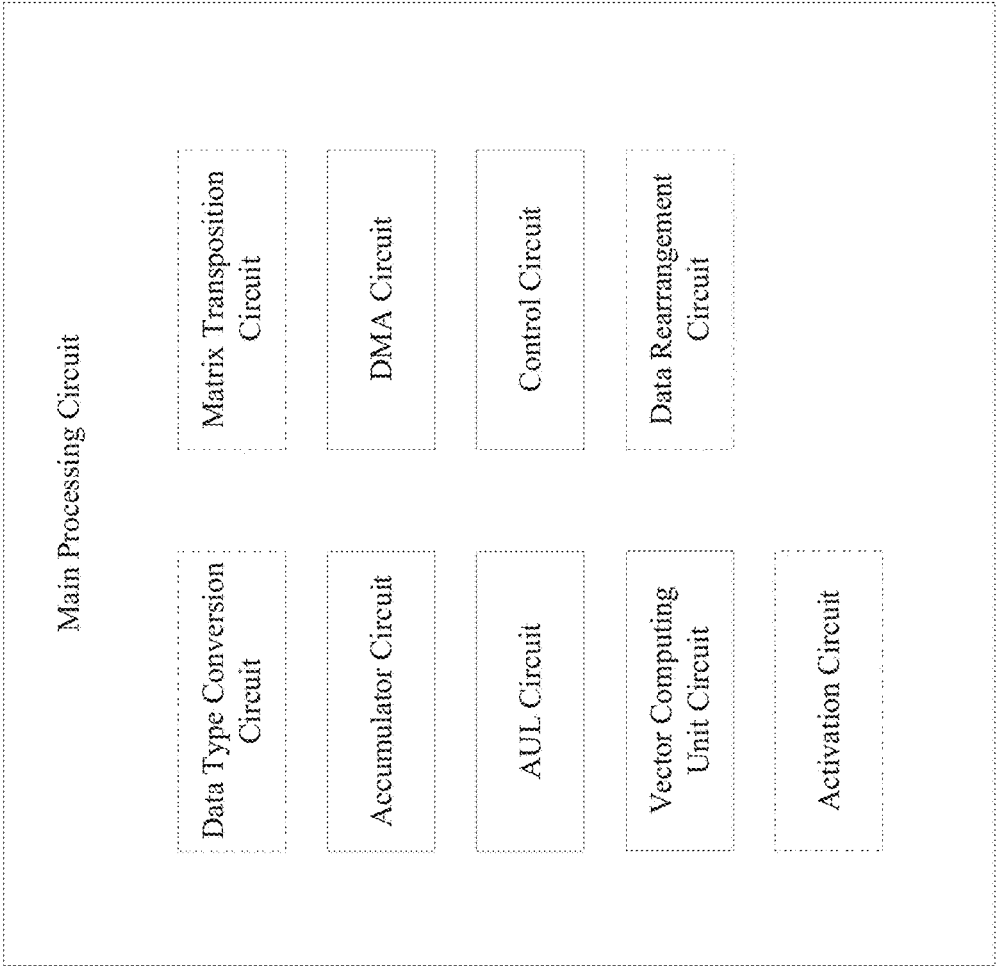 Main Processing Circuit
Data Type Conversion
Circuit
Matrix Transposition
Circuit
Accumulator Circuit
DMA Circuit
AUL Circuit
Control Circuit
Vector Computing
Unit Circuit
Data Rearrangement
Circuit
Activation Circuit